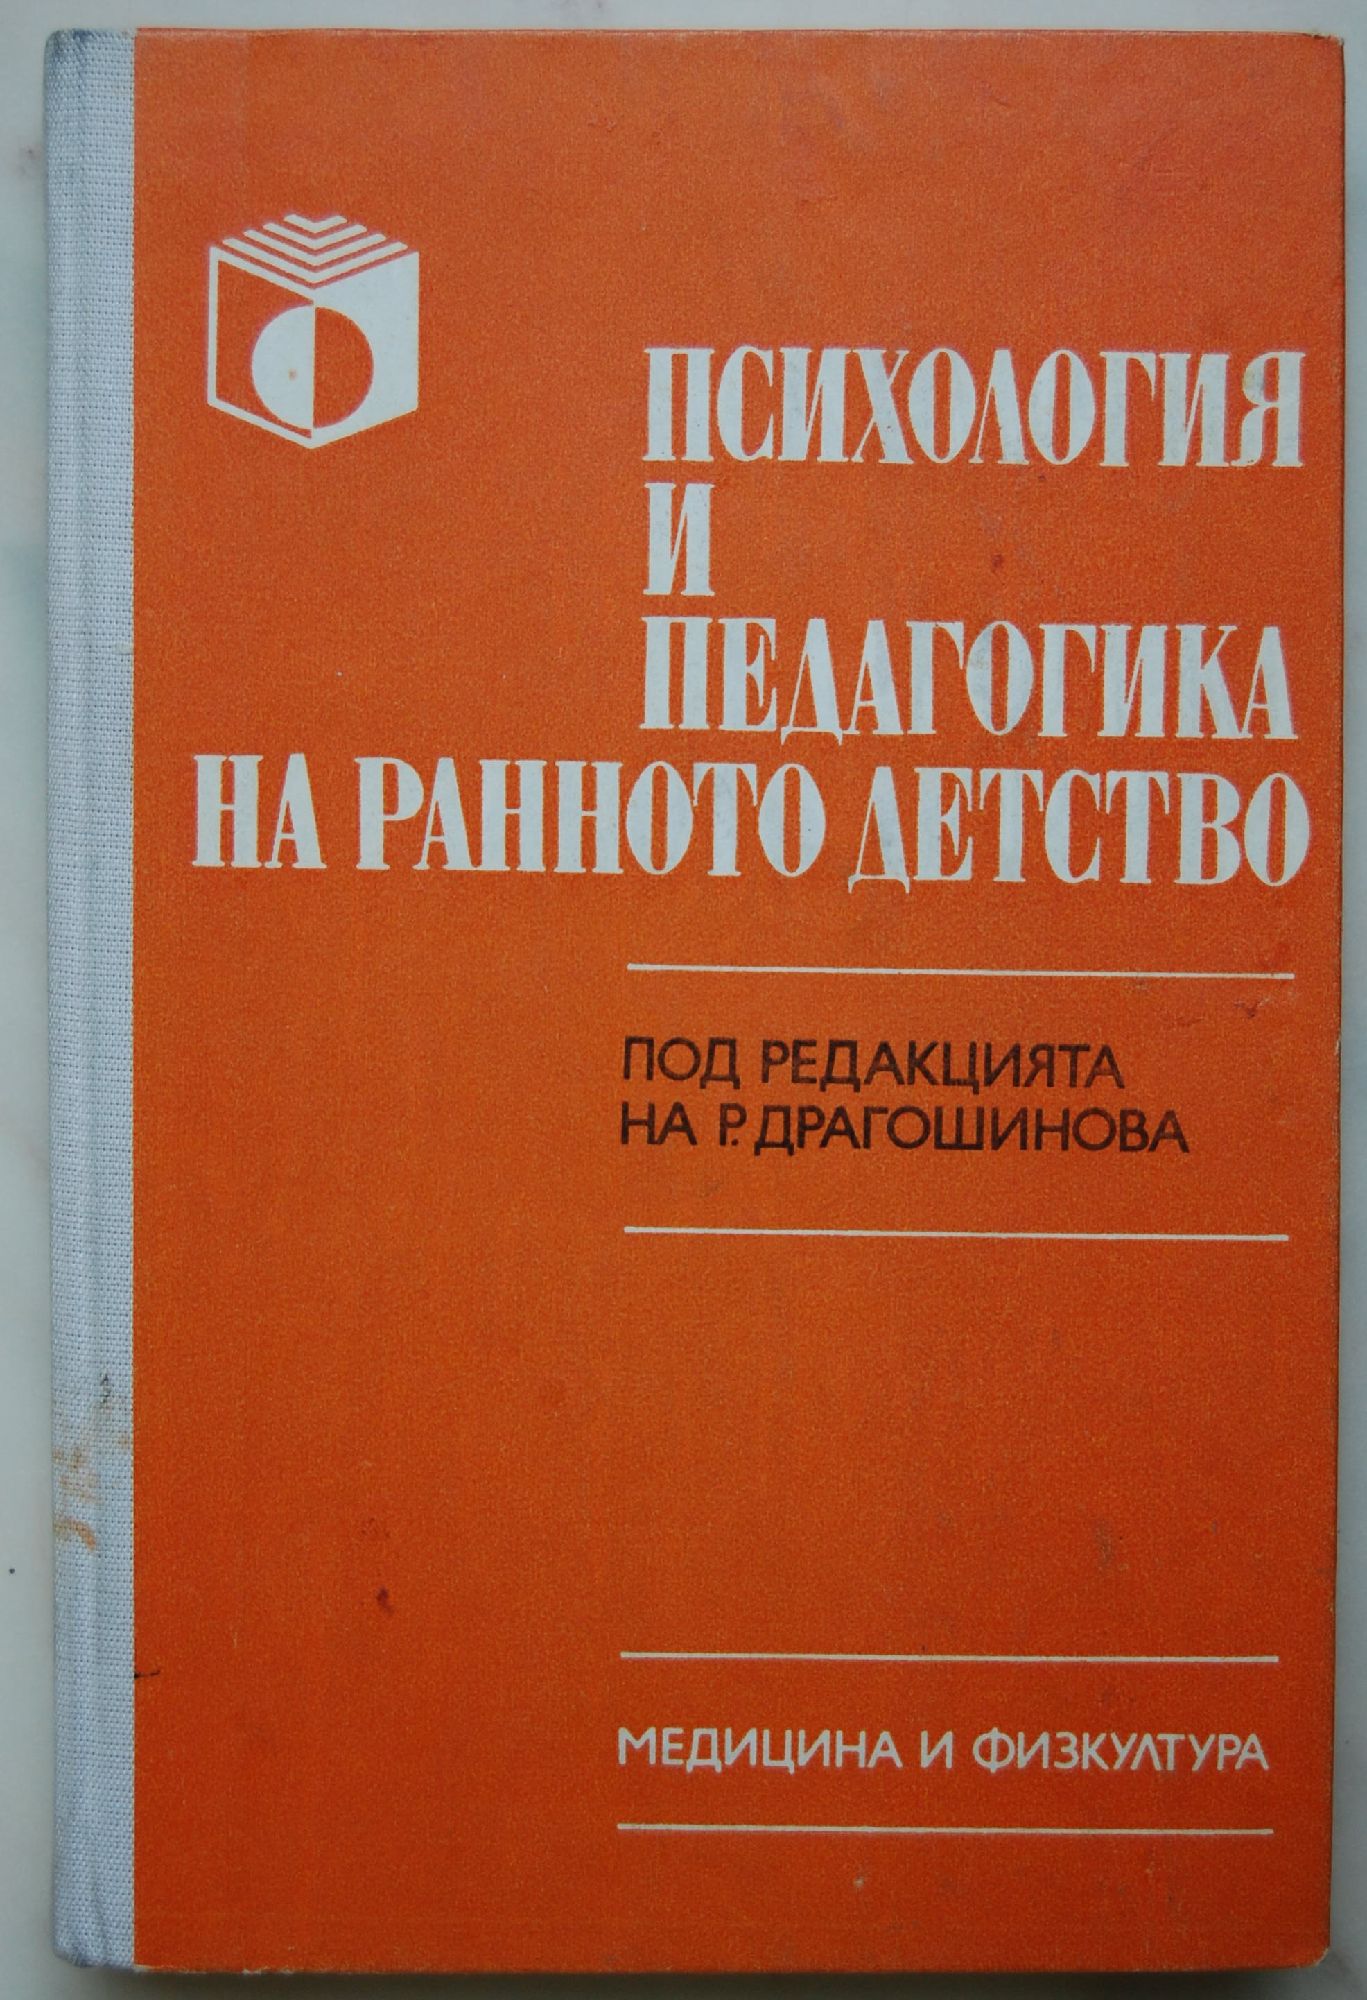 ПСИХОЛОГИЯ
И
ПЕДАГОГИКА
НА РАННОТО ДЕТСТВО
ПОД РЕДАКЦИЯТА
НА Р. ДРАГОШИНОВА
МЕДИЦИНА И ФИЗКУЛТУРА